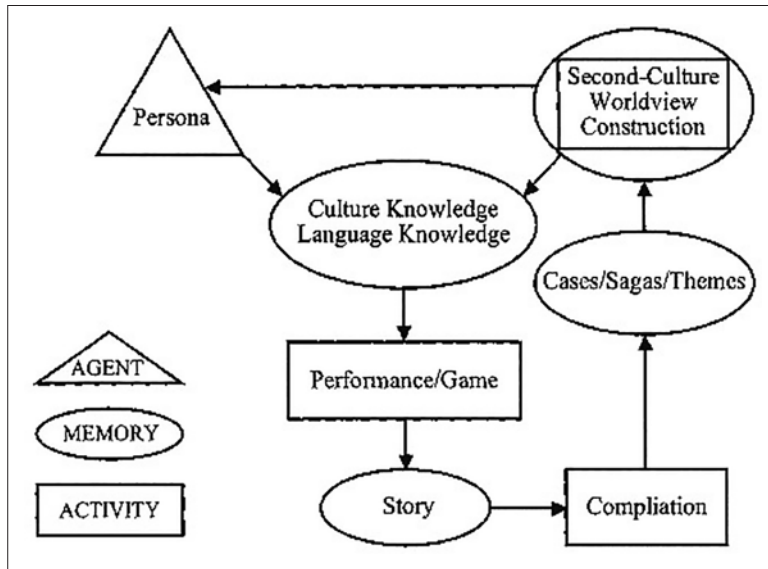 Persona
Second-Culture
Worldview
Construction
Culture Knowledge
Language Knowledge
Cases/Sagas/Themes
AGENT
Performance/Game
MEMORY
ACTIVITY
Story
Compliation